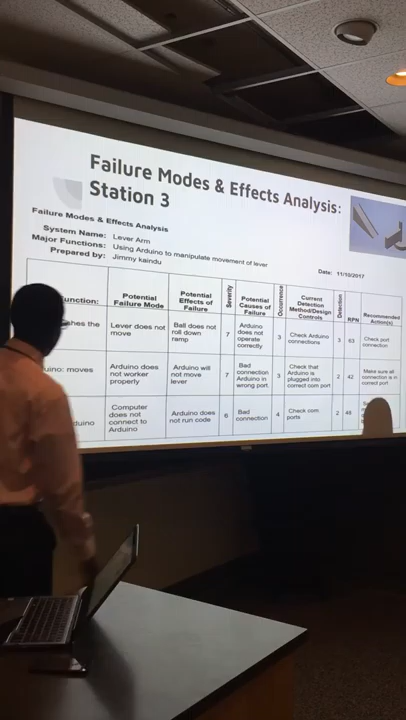 Failure Modes & Effects Analysis:
Station 3
Failure Modes & Effects Analysis
System Name: Lever Arm
Major Functions: Using Arduino to manipulate movement of lever
Prepared by: Jimmy kaindu
Date: 11/10/2017
unction:
Potential
Failure Mode
Potential
Effects of
Failure
Severity
Potential
Causes of
Failure
Occurrence
Current
Detection
Method/Design
Controls
Detection
RPN
Recommended
Action(s)
shes the
Lever does not
move
Ball does not
roll down
ramp
7
Arduino
does not
operate
correctly
3
Check Arduino
connections
3
63
Check port
connection
uino: moves
Arduino does
not worker
properly
Arduino will
not move
lever
7
Bad
connection
Arduino in
wrong port.
3
Check that
Arduino is
plugged into
correct com port
2
42
Make sure all
connection is in
correct port
duino
Computer
does not
connect to
Arduino
Arduino does
not run code
6
Bad
connection
4
Check com
ports
2
48